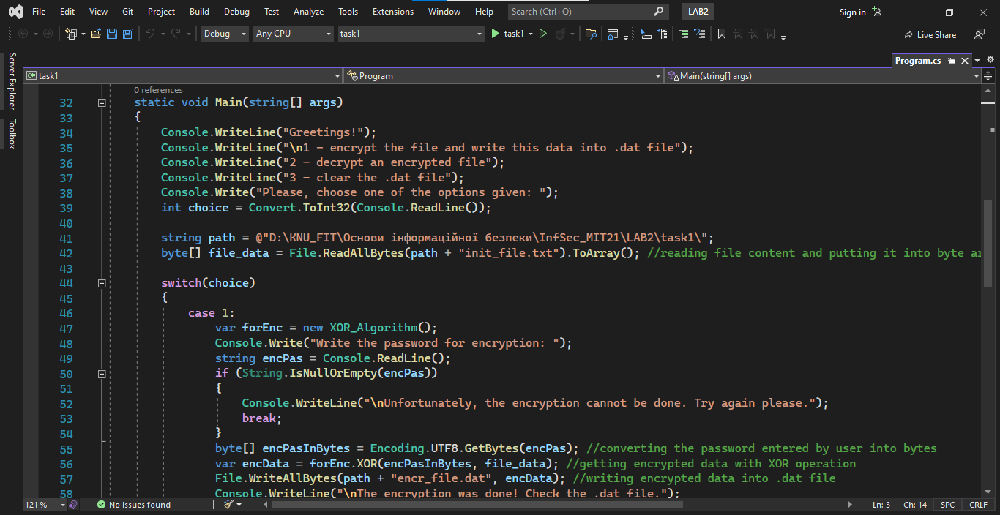 File Edit View Git Project Build Debug Test Analyze Tools Extensions Window Help Search (Ctrl+Q) LAB2 Sign in
Debug Any CPU task1 task1 Live Share
Server Explorer
Toolbox
Program.cs
C# task1 Program Main(string[] args)
0 references
32 static void Main(string[] args)
33 {
34 Console.WriteLine("Greetings!");
35 Console.WriteLine("\n1 - encrypt the file and write this data into .dat file");
36 Console.WriteLine("2 - decrypt an encrypted file");
37 Console.WriteLine("3 - clear the .dat file");
38 Console.Write("Please, choose one of the options given: ");
39 int choice = Convert.ToInt32(Console.ReadLine());
40
41 string path = @"D:\KNU_FIT\Основи інформаційної безпеки\InfSec_MIT21\LAB2\task1\";
42 byte[] file_data = File.ReadAllBytes(path + "init_file.txt").ToArray(); //reading file content and putting it into byte ar
43
44 switch(choice)
45 {
46 case 1:
47 var forEnc = new XOR_Algorithm();
48 Console.Write("Write the password for encryption: ");
49 string encPas = Console.ReadLine();
50 if (String.IsNullOrEmpty(encPas))
51 {
52 Console.WriteLine("\nUnfortunately, the encryption cannot be done. Try again please.");
53 break;
54 }
55 byte[] encPasInBytes = Encoding.UTF8.GetBytes(encPas); //converting the password entered by user into bytes
56 var encData = forEnc.XOR(encPasInBytes, file_data); //getting encrypted data with XOR operation
57 File.WriteAllBytes(path + "encr_file.dat", encData); //writing encrypted data into .dat file
58 Console.WriteLine("\nThe encryption was done! Check the .dat file.");
121 % No issues found Ln: 3 Ch: 14 SPC CRLF